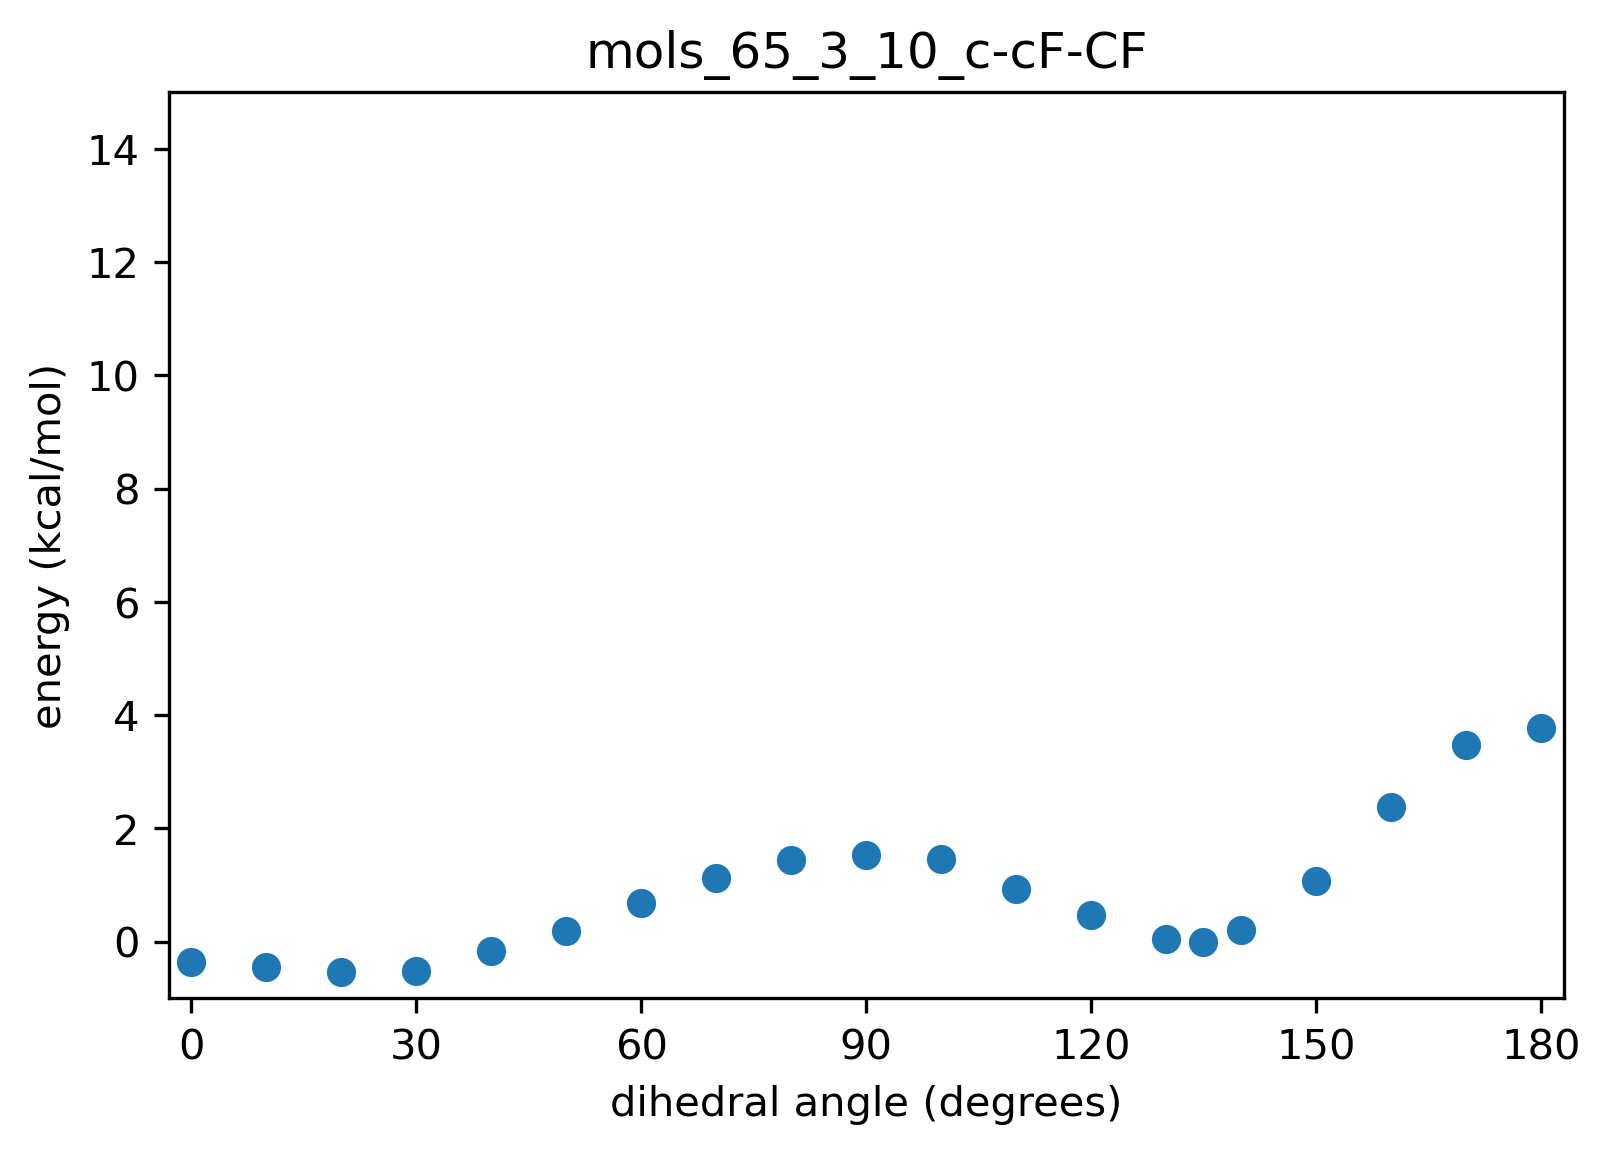 mols_65_3_10_c-cF-CF
14
12
10
8
6
4
2
0
energy (kcal/mol)
0 30 60 90 120 150 180
dihedral angle (degrees)